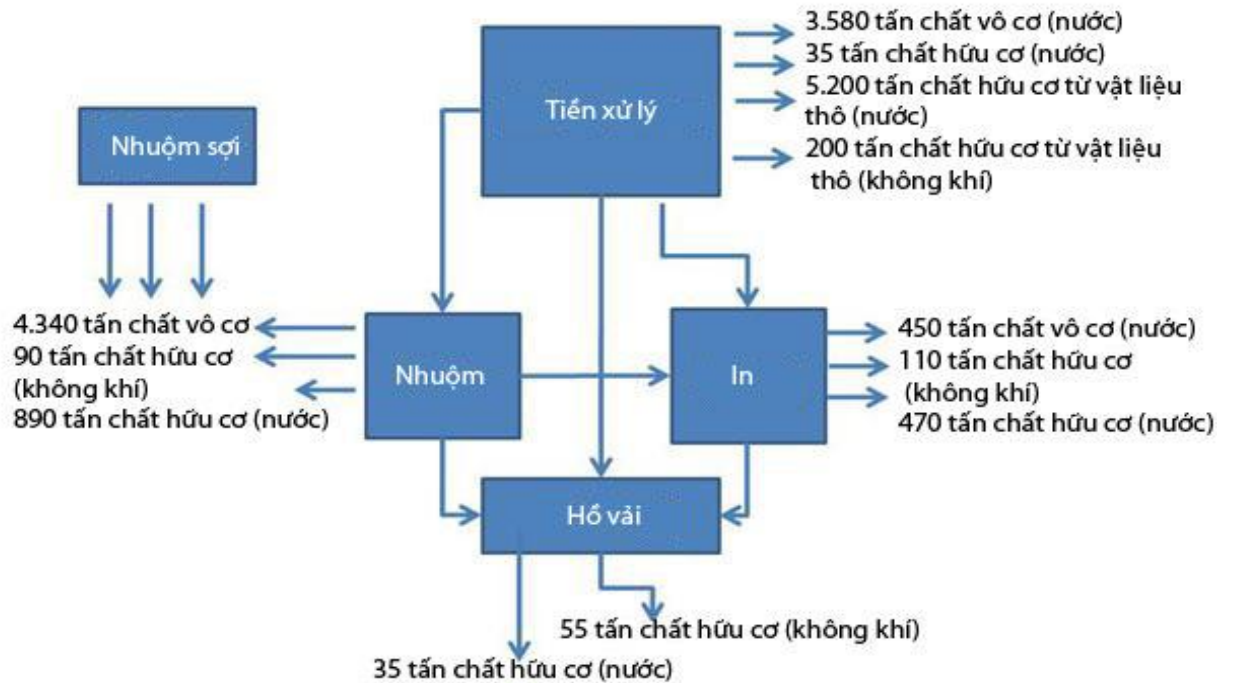 3.580 tấn chất vô cơ (nước)
35 tấn chất hữu cơ (nước)
5.200 tấn chất hữu cơ từ vật liệu
thô (nước)
200 tấn chất hữu cơ từ vật liệu
thô (không khí)
Tiền xử lý
Nhuộm sợi
4.340 tấn chất vô cơ
90 tấn chất hữu cơ
(không khí)
890 tấn chất hữu cơ (nước)
Nhuộm
In
450 tấn chất vô cơ (nước)
110 tấn chất hữu cơ
(không khí)
470 tấn chất hữu cơ (nước)
Hồ vải
55 tấn chất hữu cơ (không khí)
35 tấn chất hữu cơ (nước)